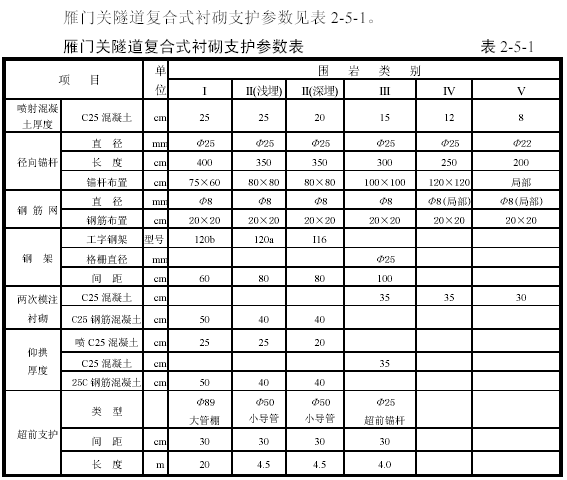 雁门关隧道复合式衬砌支护参数见表 2-5-1。
雁门关隧道复合式衬砌支护参数表 表 2-5-1
项 目 单位 围 岩 类 别
I II(浅埋) II(深埋) III IV V
喷射混凝土厚度 C25 混凝土 cm 25 25 20 15 12 8
径向锚杆 直 径 mm Φ25 Φ25 Φ25 Φ25 Φ25 Φ22
长 度 cm 400 350 350 300 250 200
锚杆布置 cm 75×60 80×80 80×80 100×100 120×120 局部
钢 筋 网 直 径 mm Φ8 Φ8 Φ8 Φ8 Φ8(局部) Φ8(局部)
钢筋布置 cm 20×20 20×20 20×20 20×20 20×20 20×20
钢 架 工字钢架 型号 120b 120a I16
格栅直径 mm Φ25
间 距 cm 60 80 80 100
两次模注衬砌 C25 混凝土 cm 35 35 30
C25 钢筋混凝土 cm 50 40 40
仰拱厚度 喷 C25 混凝土 cm 25 25 20
C25 混凝土 cm 35
25C 钢筋混凝土 cm 50 40 40
超前支护 类 型 Φ89 大管棚 Φ50 小导管 Φ50 小导管 Φ25 超前锚杆
间 距 cm 30 30 30 30
长 度 m 20 4.5 4.5 4.0